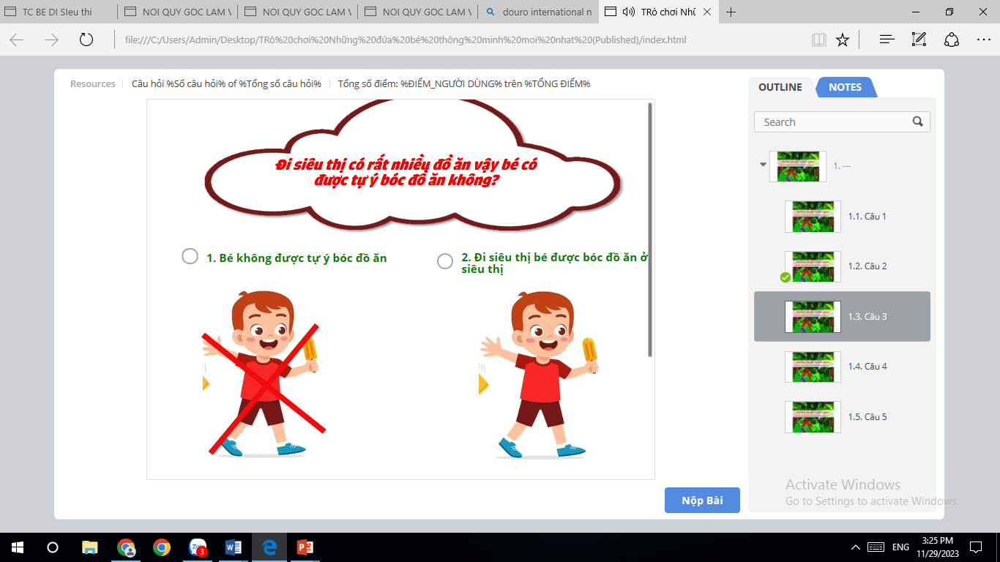 TC BE DI SIeu thi
NOI QUY GOC LAM V
NOI QUY GOC LAM V
NOI QUY GOC LAM V
douro international n
TRò chơi Nhữ
file:///C:/Users/Admin/Desktop/TRò%20chơi%20Những%20đứa%20bé%20thông%20minh%20moi%20nhat%20(Published)/index.html
Resources
Câu hỏi %Số câu hỏi% of %Tổng số câu hỏi%
Tổng số điểm: %ĐIỂM_NGƯỜI DÙNG% trên %TỔNG ĐIỂM%
OUTLINE
NOTES
Search
Đi siêu thị có rất nhiều đồ ăn vậy bé có
được tự ý bóc đồ ăn không?
1. Bé không được tự ý bóc đồ ăn
2. Đi siêu thị bé được bóc đồ ăn ở
siêu thị
1. ---
1.1. Câu 1
1.2. Câu 2
1.3. Câu 3
1.4. Câu 4
1.5. Câu 5
Nộp Bài
Activate Windows
Go to Settings to activate Windows.
Zalo
3
ENG
3:25 PM
11/29/2023